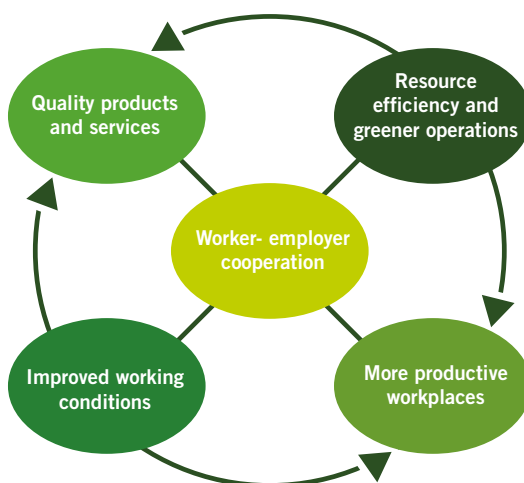 Quality products
and services
Resource
efficiency and
greener operations
Worker- employer
cooperation
Improved working
conditions
More productive
workplaces